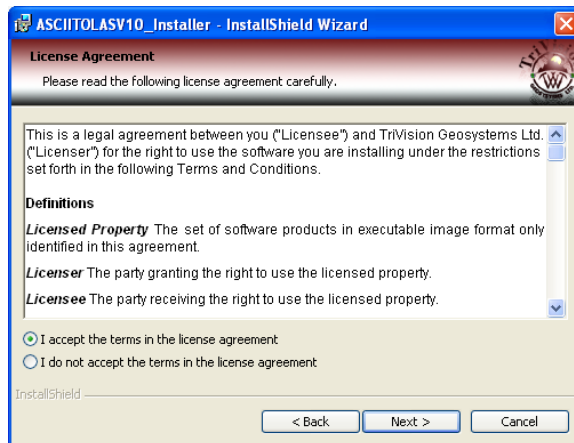 ASCIITOLASV10_Installer - InstallShield Wizard
License Agreement
Please read the following license agreement carefully.
This is a legal agreement between you ("Licensee") and TriVision Geosystems Ltd.
("Licenser") for the right to use the software you are installing under the restrictions
set forth in the following Terms and Conditions.
Definitions
Licensed Property The set of software products in executable image format only
identified in this agreement.
Licenser The party granting the right to use the licensed property.
Licensee The party receiving the right to use the licensed property.
I accept the terms in the license agreement
I do not accept the terms in the license agreement
InstallShield
< Back
Next >
Cancel